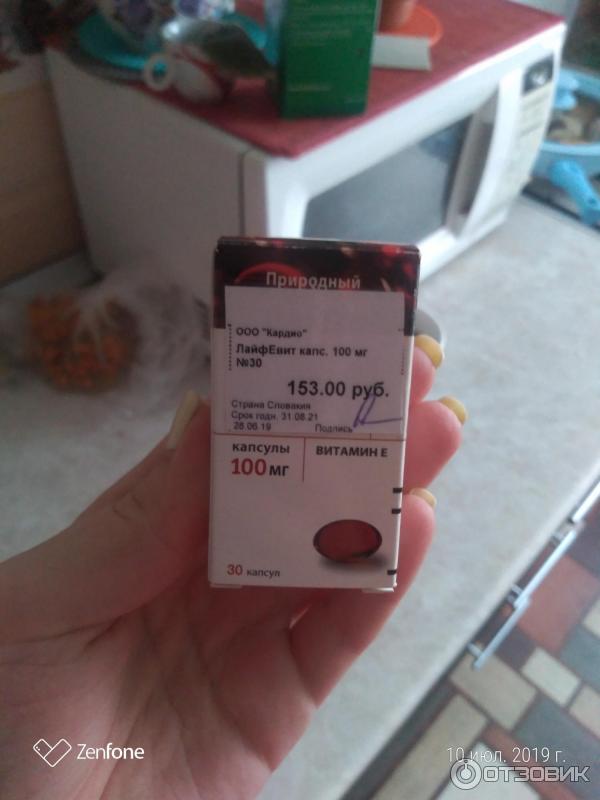 Природный
ООО "Кардио"
ЛайфЕвит капс. 100 мг
№30
153.00 руб.
Страна Словакия
Срок годн. 31.08.21
28.06.19 Подпись
капсулы
100 мг
ВИТАМИН Е
30 капсул
Zenfone
10 июл. 2019 г.
ОТЗОВИК